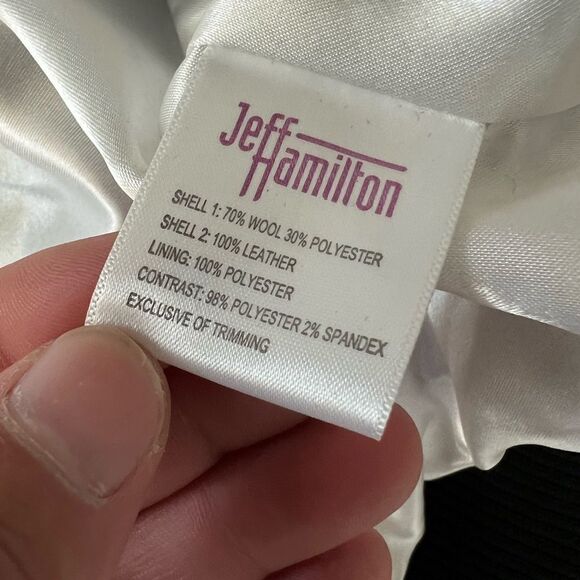 Jeff
Hamilton
SHELL 1: 70% WOOL 30% POLYESTER
SHELL 2: 100% LEATHER
LINING: 100% POLYESTER
CONTRAST: 98% POLYESTER 2% SPANDEX
EXCLUSIVE OF TRIMMING